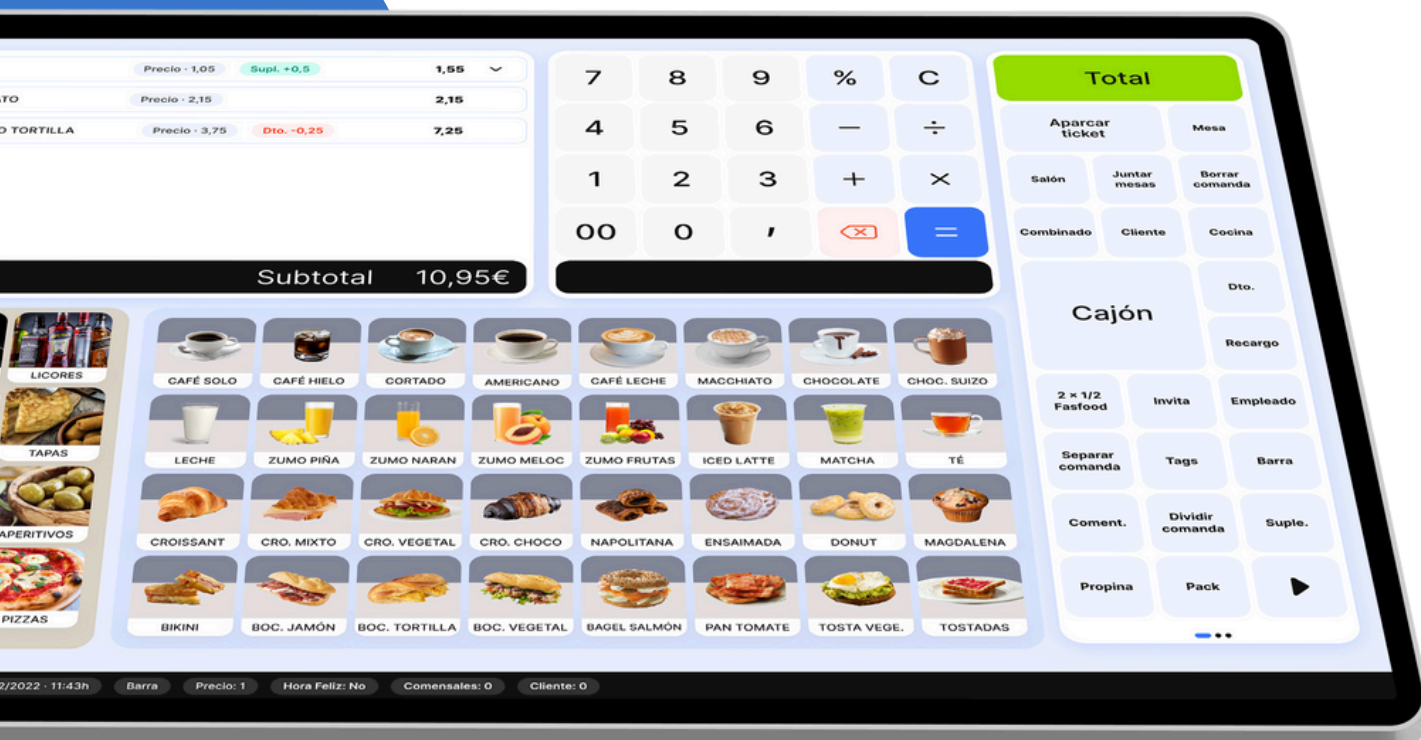 Precio · 1,05 Supl. +0,5 1,55
TO Precio · 2,15 2,15
O TORTILLA Precio · 3,75 Dto. -0,25 7,25
Subtotal 10,95€
7 8 9 % C
4 5 6 − ÷
1 2 3 + ×
00 0 , =
Total
Aparcar
ticket
Mesa
Salón
Juntar
mesas
Borrar
comanda
Combinado
Cliente
Cocina
Cajón
Dto.
Recargo
2 × 1/2
Fasfood
Invita
Empleado
Separar
comanda
Tags
Barra
Coment.
Dividir
comanda
Suple.
Propina
Pack
LICORES
TAPAS
APERITIVOS
PIZZAS
CAFÉ SOLO CAFÉ HIELO CORTADO AMERICANO CAFÉ LECHE MACCHIATO CHOCOLATE CHOC. SUIZO
LECHE ZUMO PIÑA ZUMO NARAN ZUMO MELOC ZUMO FRUTAS ICED LATTE MATCHA TÉ
CROISSANT CRO. MIXTO CRO. VEGETAL CRO. CHOCO NAPOLITANA ENSAIMADA DONUT MAGDALENA
BIKINI BOC. JAMÓN BOC. TORTILLA BOC. VEGETAL BAGEL SALMÓN PAN TOMATE TOSTA VEGE. TOSTADAS
2/2022 · 11:43h Barra Precio: 1 Hora Feliz: No Comensales: 0 Cliente: 0